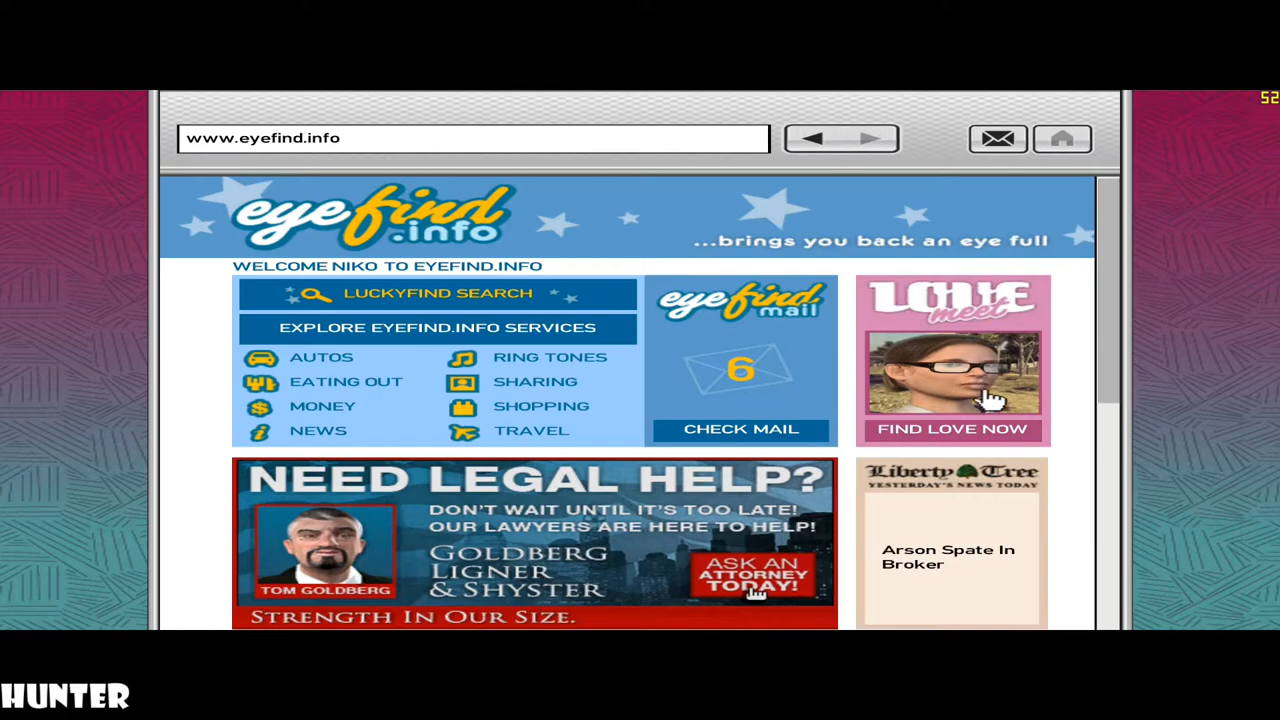 52
www.eyefind.info
eyefind.info
...brings you back an eye full
WELCOME NIKO TO EYEFIND.INFO
LUCKYFIND SEARCH
EXPLORE EYEFIND.INFO SERVICES
AUTOS
RING TONES
EATING OUT
SHARING
MONEY
SHOPPING
NEWS
TRAVEL
eyefind mail
6
CHECK MAIL
LOVE
meet
FIND LOVE NOW
NEED LEGAL HELP?
DON'T WAIT UNTIL IT'S TOO LATE!
OUR LAWYERS ARE HERE TO HELP!
GOLDBERG
LIGNER
& SHYSTER
TOM GOLDBERG
ASK AN
ATTORNEY
TODAY!
STRENGTH IN OUR SIZE.
Liberty Tree
YESTERDAY'S NEWS TODAY
Arson Spate In
Broker
HUNTER